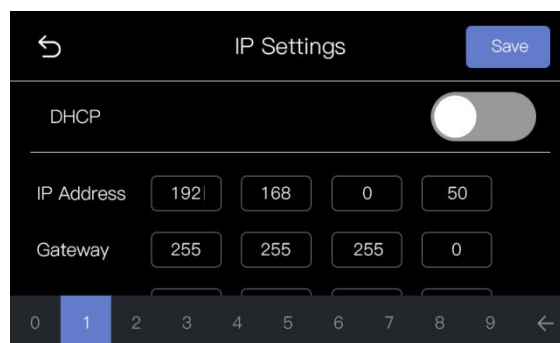 IP Settings Save
DHCP
IP Address 192 168 0 50
Gateway 255 255 255 0
0 1 2 3 4 5 6 7 8 9